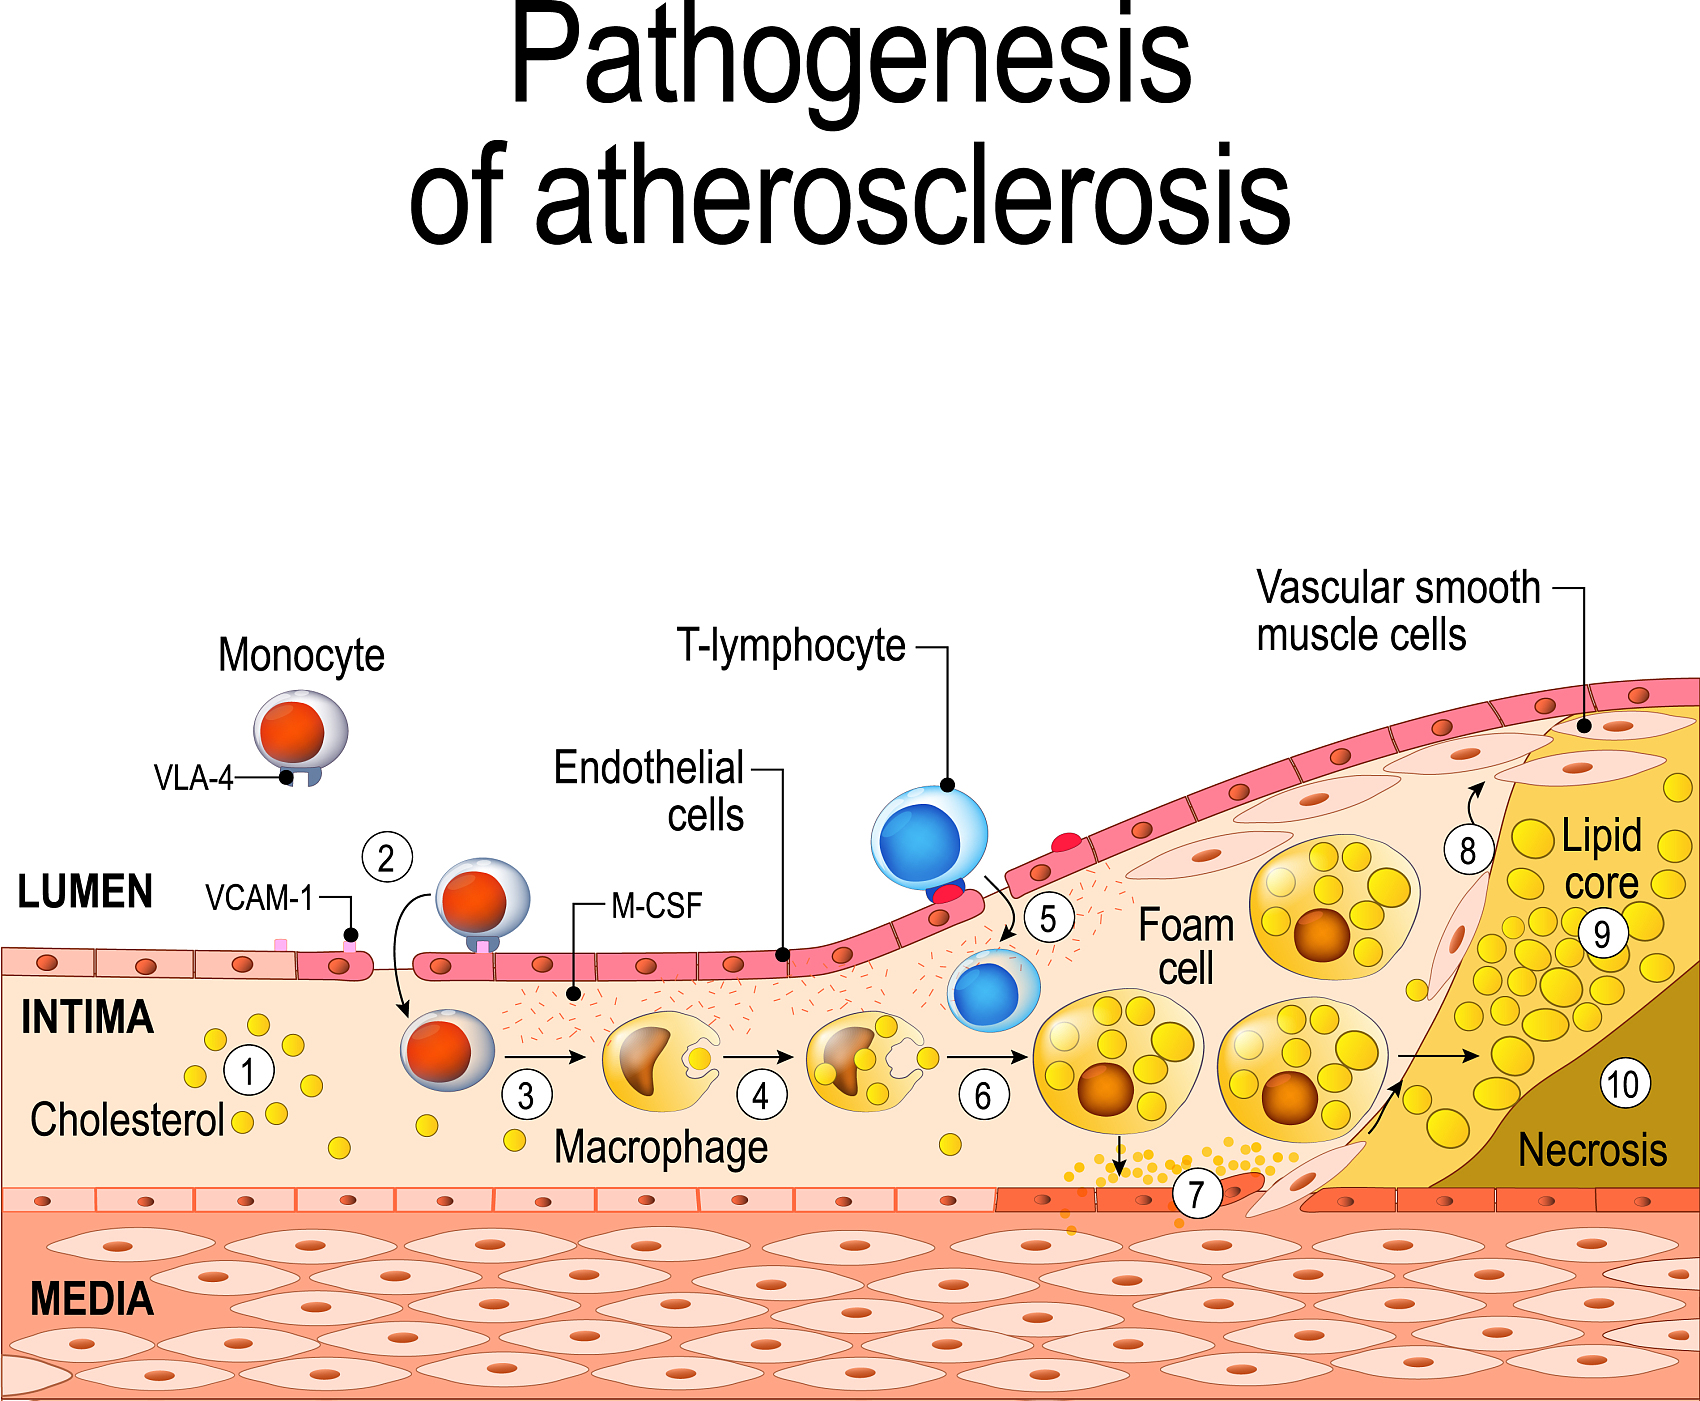 Pathogenesis
of atherosclerosis
Vascular smooth
muscle cells
T-lymphocyte
Monocyte
VLA-4
Endothelial
cells
2
LUMEN
VCAM-1
M-CSF
5
Foam
cell
8
Lipid
core
9
INTIMA
1
Cholesterol
3
Macrophage
4
6
7
10
Necrosis
MEDIA